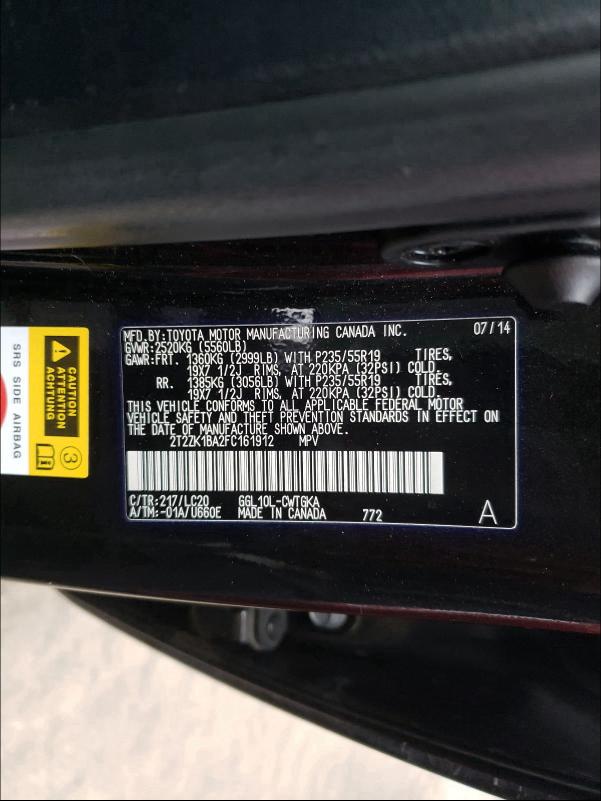 MFD.BY:TOYOTA MOTOR MANUFACTURING CANADA INC. 07/14
GVWR:2520KG (5560LB)
GAWR:FRT. 1360KG (2999LB) WITH P235/55R19 TIRES,
19X7 1/2J RIMS, AT 220KPA (32PSI) COLD,
RR. 1385KG (3056LB) WITH P235/55R19 TIRES,
19X7 1/2J RIMS, AT 220KPA (32PSI) COLD
THIS VEHICLE CONFORMS TO ALL APPLICABLE FEDERAL MOTOR
VEHICLE SAFETY AND THEFT PREVENTION STANDARDS IN EFFECT ON
THE DATE OF MANUFACTURE SHOWN ABOVE.
2T2ZK1BA2FC161912 MPV
C/TR:217/LC20 GGL10L-CWTGKA
A/TM:-01A/U660E MADE IN CANADA 772 A
CAUTION
ATTENTION
ACHTUNG
3
SRS SIDE AIRBAG